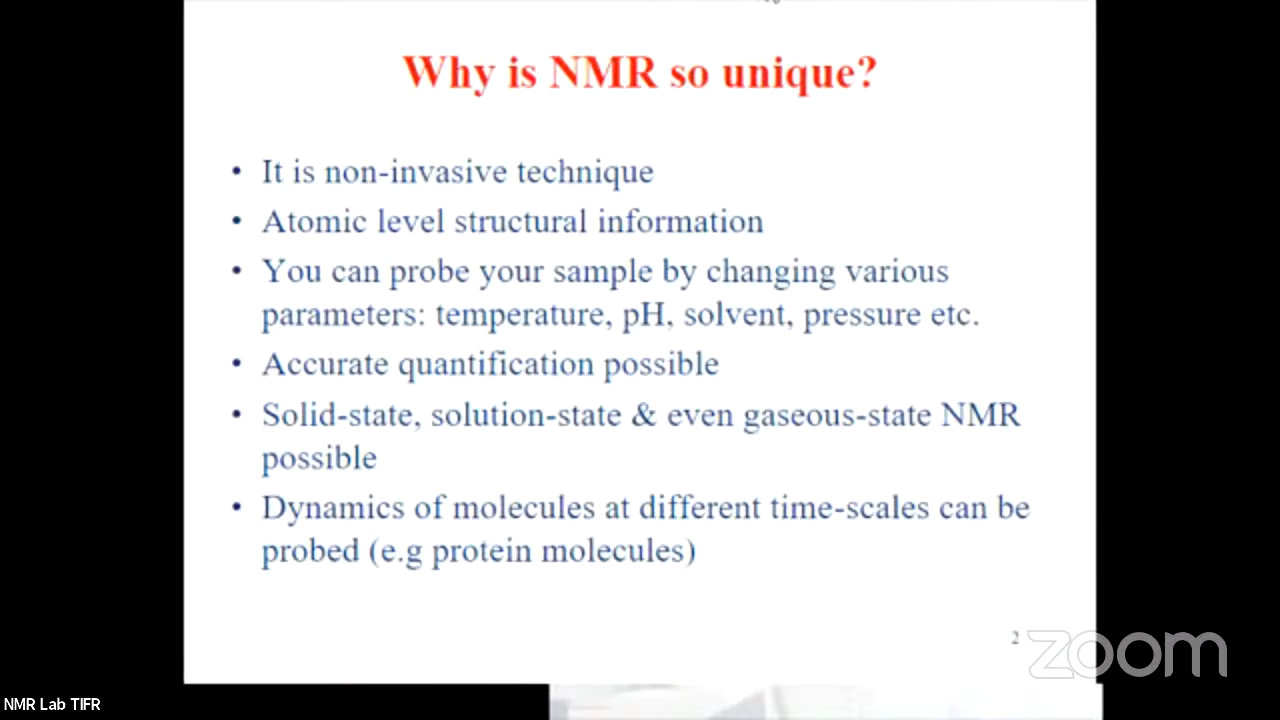 Why is NMR so unique?
• It is non-invasive technique
• Atomic level structural information
• You can probe your sample by changing various
parameters: temperature, pH, solvent, pressure etc.
• Accurate quantification possible
• Solid-state, solution-state & even gaseous-state NMR
possible
• Dynamics of molecules at different time-scales can be
probed (e.g protein molecules)
2
zoom
NMR Lab TIFR